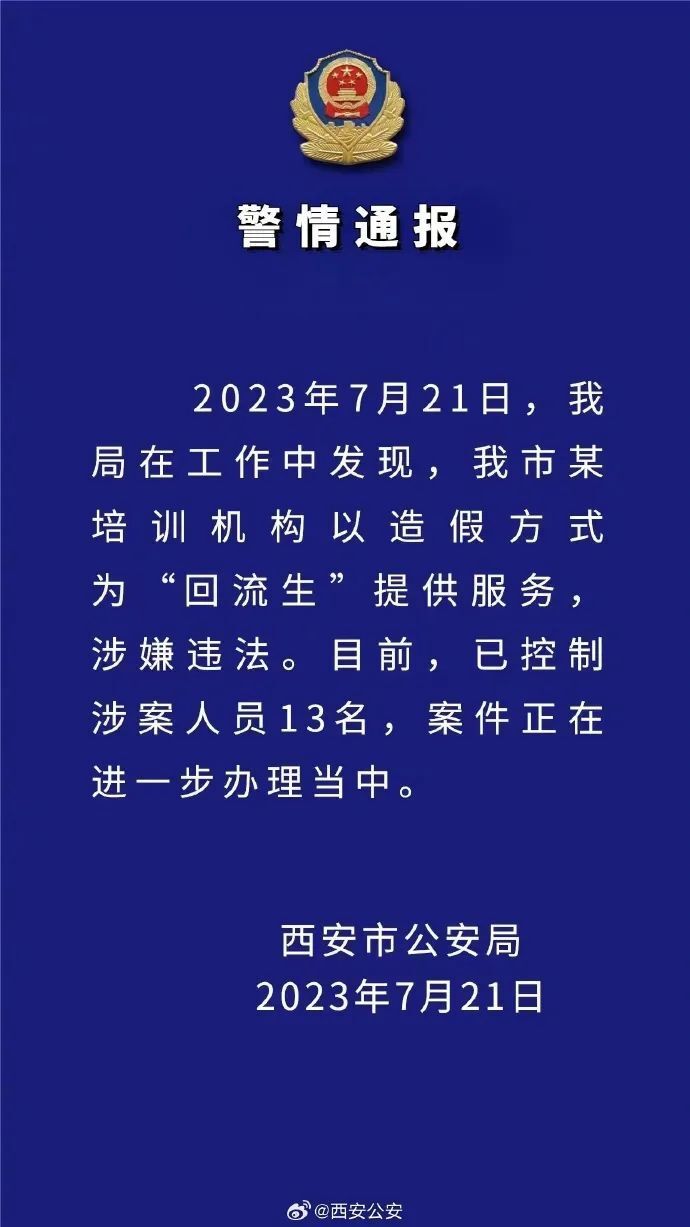 警情通报
2023年7月21日，我
局在工作中发现，我市某
培训机构以造假方式
为“回流生”提供服务，
涉嫌违法。目前，已控制
涉案人员13名，案件正在
进一步办理当中。
西安市公安局
2023年7月21日
@西安公安